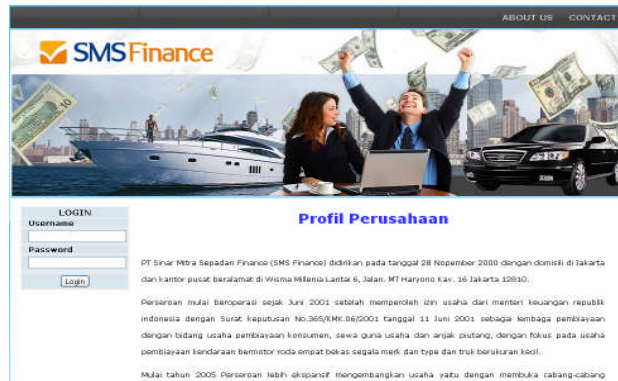 ABOUT US CONTACT
SMS Finance
LOGIN
Username
Password
Login
Profil Perusahaan
PT Sinar Mitra Sepadan Finance (SMS Finance) didirikan pada tanggal 28 Nopember 2000 dengan domisili di Jakarta
dan kantor pusat beralamat di Wisma Millenia Lantai 6, Jalan. MT Haryono Kav. 16 Jakarta 12810.
Perseroan mulai beroperasi sejak Juni 2001 setelah memperoleh izin usaha dari menteri keuangan republik
indonesia dengan Surat keputusan No.365/KMK.06/2001 tanggal 11 Juni 2001 sebagai lembaga pembiayaan
dengan bidang usaha pembiayaan konsumen, sewa guna usaha dan anjak piutang, dengan fokus pada usaha
pembiayaan kendaraan bermotor roda empat bekas segala merk dan type dan truk berukuran kecil.
Mulai tahun 2005 Perseroan lebih ekspansif mengembangkan usaha yaitu dengan membuka cabang-cabang